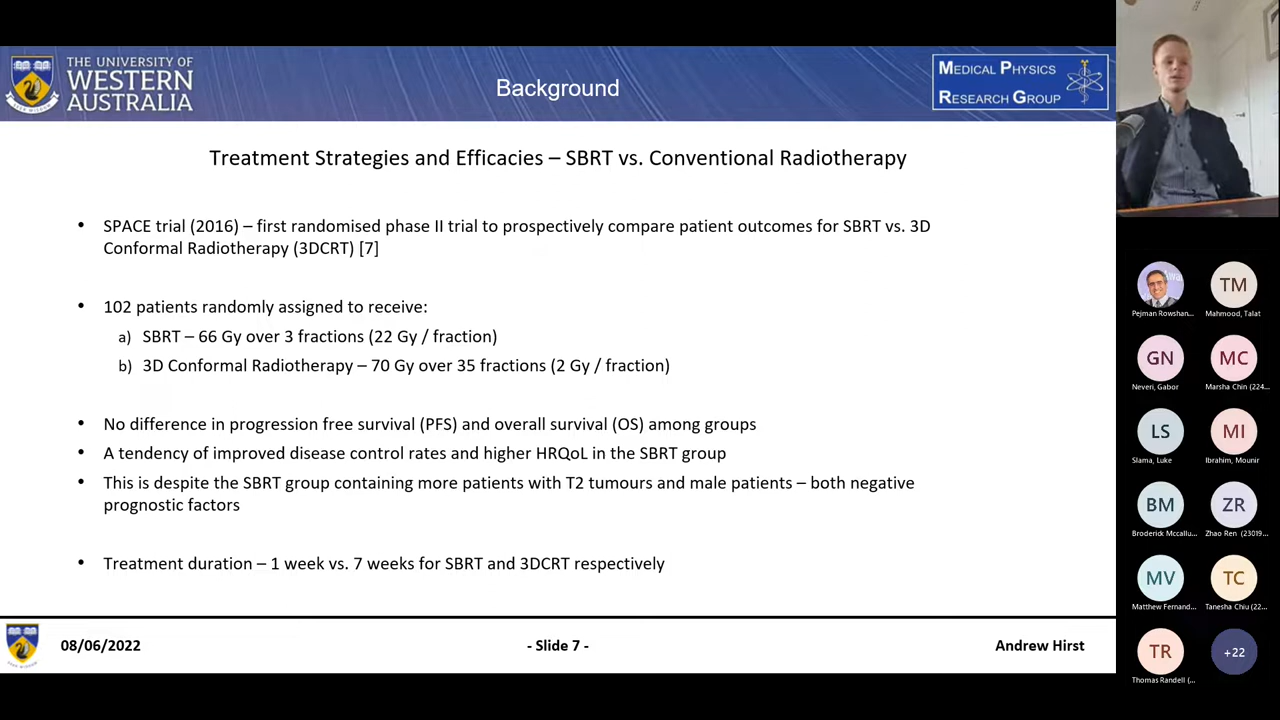 THE UNIVERSITY OF
WESTERN
AUSTRALIA
Background
MEDICAL PHYSICS
RESEARCH GROUP
Treatment Strategies and Efficacies – SBRT vs. Conventional Radiotherapy
• SPACE trial (2016) – first randomised phase II trial to prospectively compare patient outcomes for SBRT vs. 3D
Conformal Radiotherapy (3DCRT) [7]
• 102 patients randomly assigned to receive:
a) SBRT – 66 Gy over 3 fractions (22 Gy / fraction)
b) 3D Conformal Radiotherapy – 70 Gy over 35 fractions (2 Gy / fraction)
• No difference in progression free survival (PFS) and overall survival (OS) among groups
• A tendency of improved disease control rates and higher HRQoL in the SBRT group
• This is despite the SBRT group containing more patients with T2 tumours and male patients – both negative
prognostic factors
• Treatment duration – 1 week vs. 7 weeks for SBRT and 3DCRT respectively
08/06/2022
- Slide 7 -
Andrew Hirst
Pejman Rowshan...
TM
Mahmood, Talat
GN
Neveri, Gabor
MC
Marsha Chin (224...
LS
Slama, Luke
MI
Ibrahim, Mounir
BM
Broderick Mccallu...
ZR
Zhao Ren (23019...
MV
Matthew Fernand...
TC
Tanesha Chiu (22...
TR
Thomas Randell (...
+22